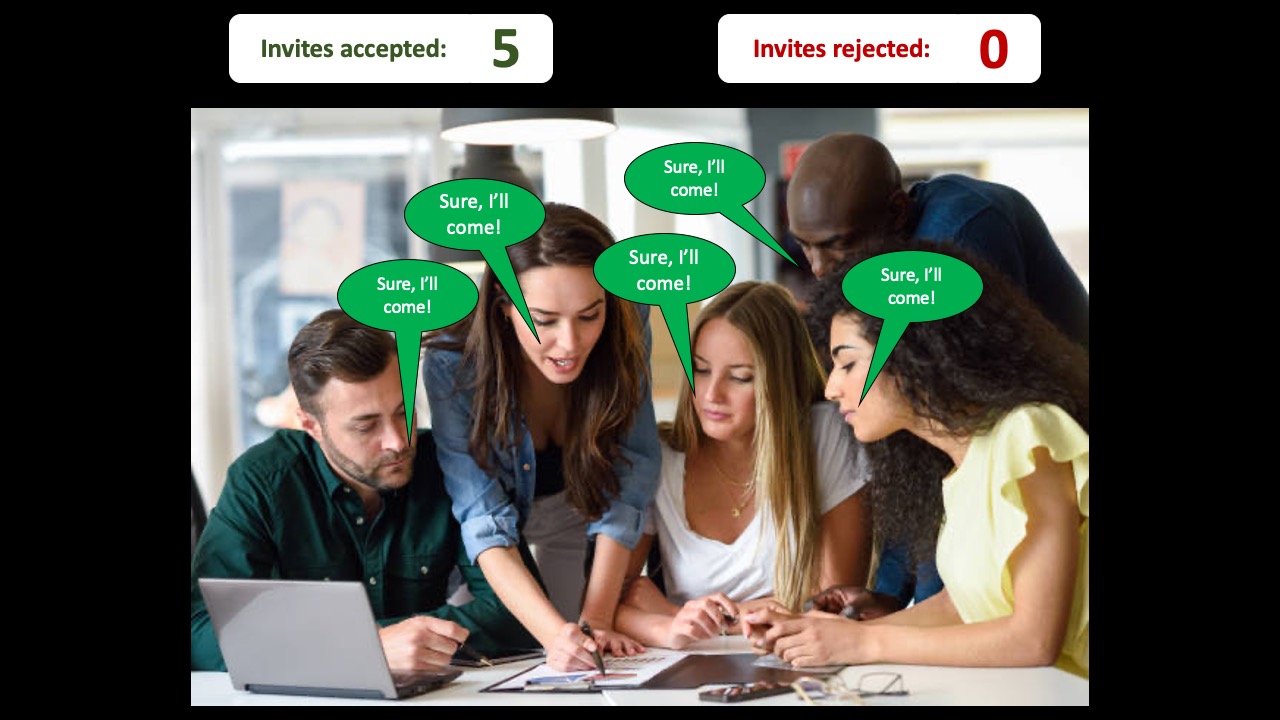 Invites accepted: 5
Invites rejected: 0
Sure, I’ll
come!
Sure, I’ll
come!
Sure, I’ll
come!
Sure, I’ll
come!
Sure, I’ll
come!